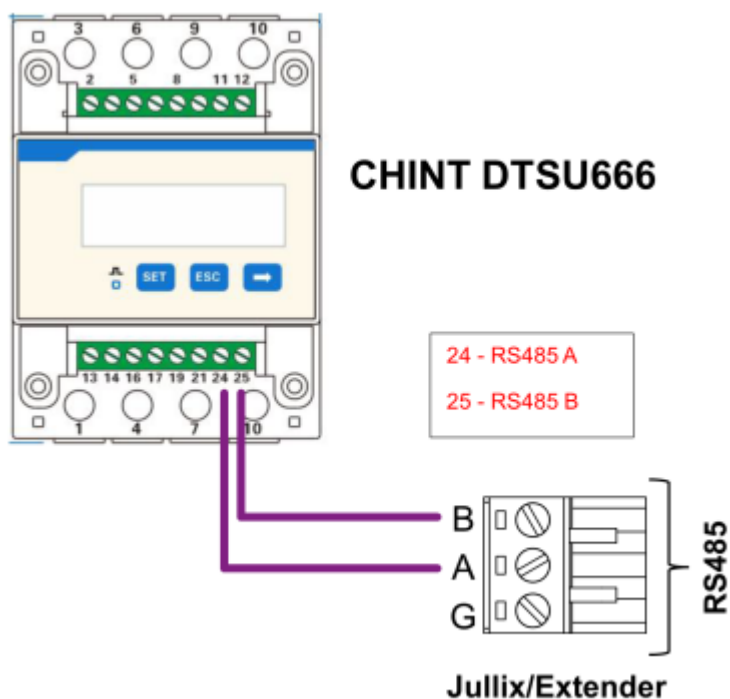 3 6 9 10
2 5 8 11 12
CHINT DTSU666
SET ESC
13 14 16 17 19 21 24 25
1 4 7 10
24 - RS485 A
25 - RS485 B
B
A
G
RS485
Jullix/Extender